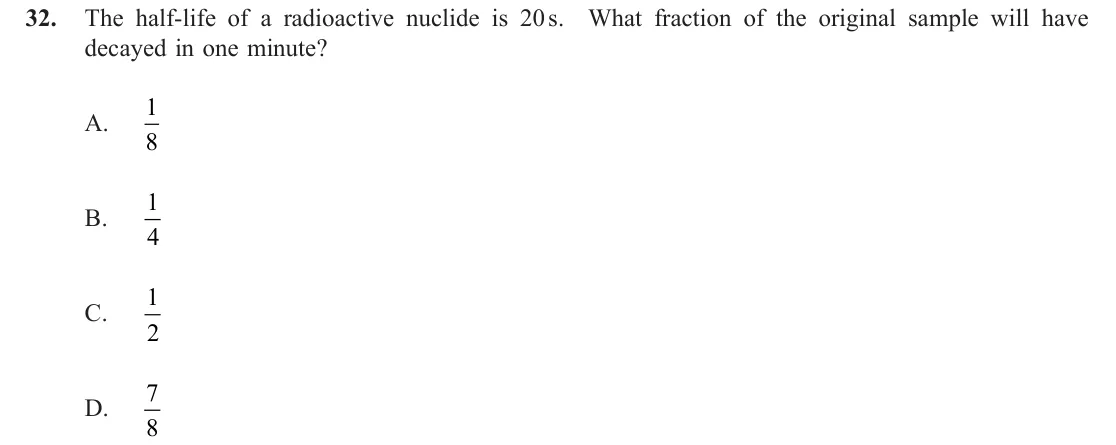 32. The half-life of a radioactive nuclide is 20 s. What fraction of the original sample will have
decayed in one minute?
A. 1/8
B. 1/4
C. 1/2
D. 7/8